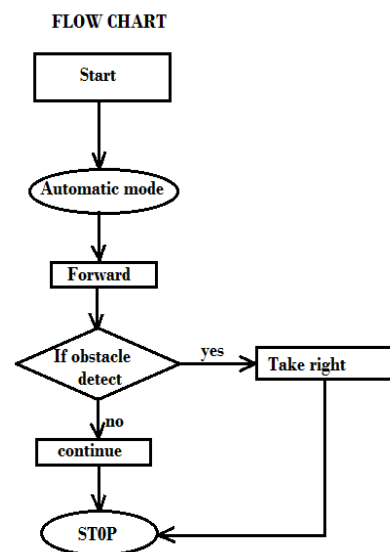 FLOW CHART
Start
Automatic mode
Forward
If obstacle
detect
yes
Take right
no
continue
ST0P